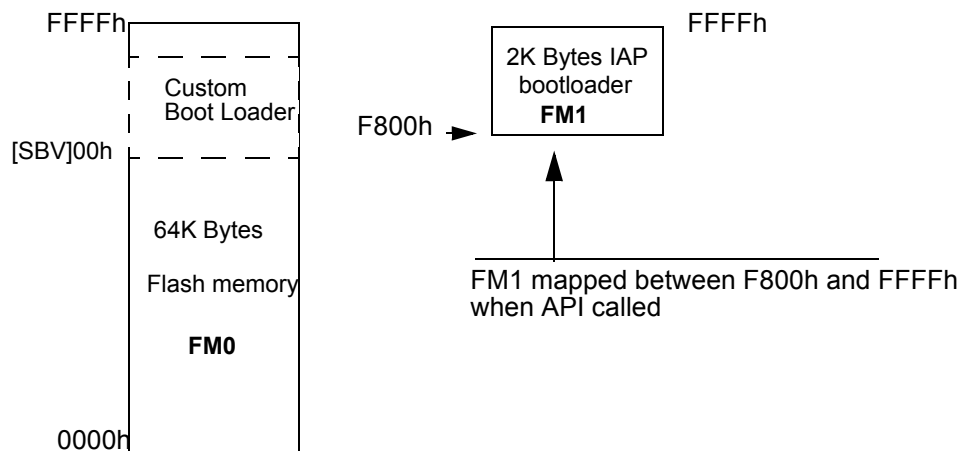 FFFFh
Custom
Boot Loader
[SBV]00h
64K Bytes
Flash memory
FM0
0000h
FFFFh
2K Bytes IAP
bootloader
FM1
F800h
FM1 mapped between F800h and FFFFh
when API called